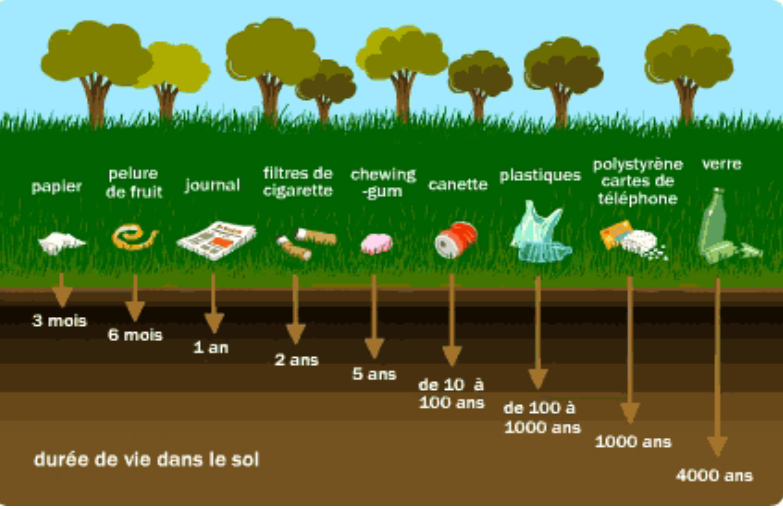 papier
pelure
de fruit
journal
filtres de
cigarette
chewing
-gum
canette
plastiques
polystyrène
cartes de
téléphone
verre
3 mois
6 mois
1 an
2 ans
5 ans
de 10 à
100 ans
de 100 à
1000 ans
1000 ans
4000 ans
durée de vie dans le sol